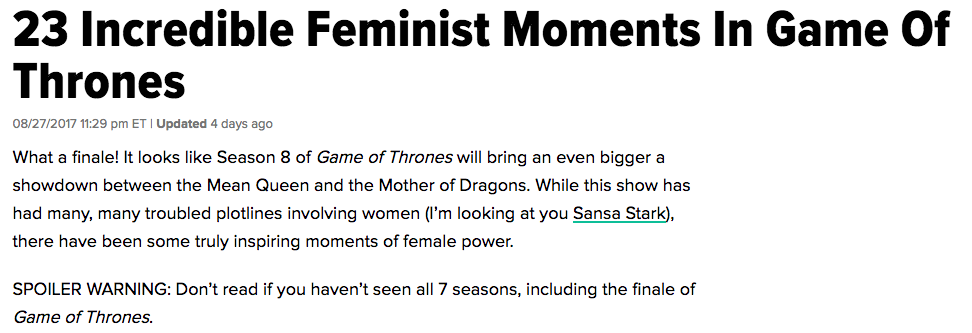 23 Incredible Feminist Moments In Game Of
Thrones
08/27/2017 11:29 pm ET | Updated 4 days ago
What a finale! It looks like Season 8 of Game of Thrones will bring an even bigger a
showdown between the Mean Queen and the Mother of Dragons. While this show has
had many, many troubled plotlines involving women (I’m looking at you Sansa Stark),
there have been some truly inspiring moments of female power.
SPOILER WARNING: Don’t read if you haven’t seen all 7 seasons, including the finale of
Game of Thrones.